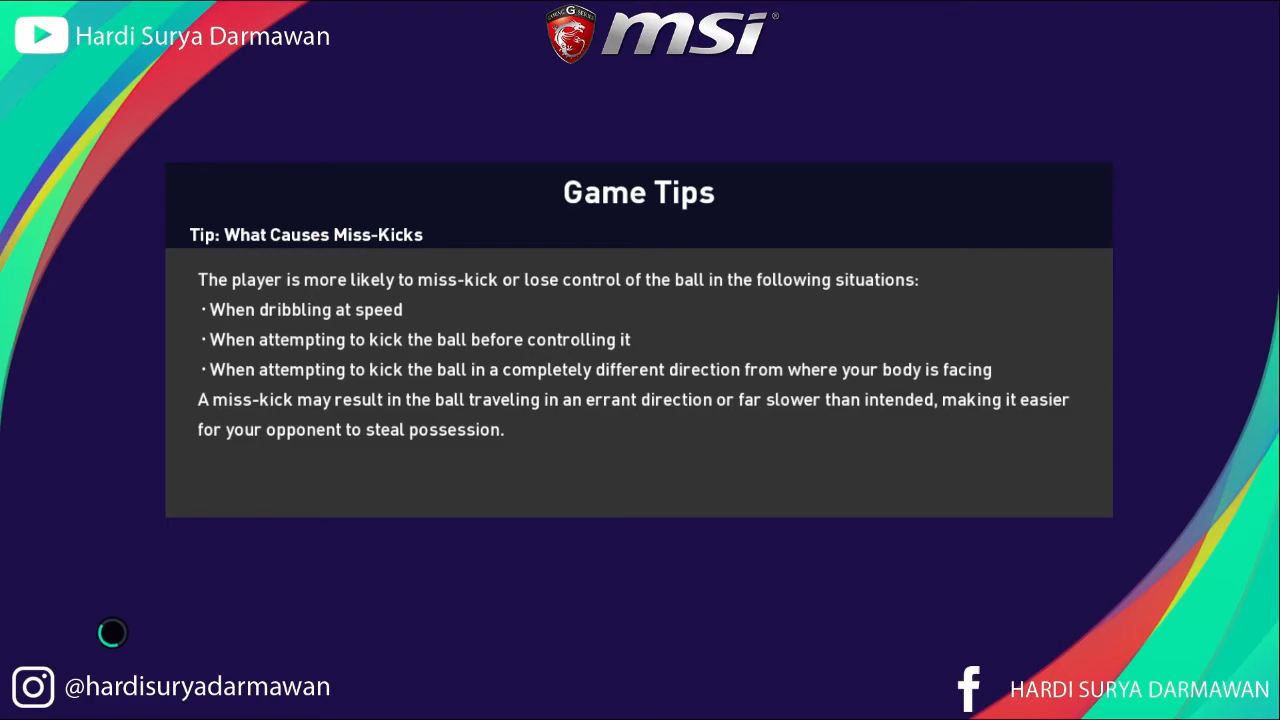 Hardi Surya Darmawan
GAMING G SERIES
msi
Game Tips
Tip: What Causes Miss-Kicks
The player is more likely to miss-kick or lose control of the ball in the following situations:
・When dribbling at speed
・When attempting to kick the ball before controlling it
・When attempting to kick the ball in a completely different direction from where your body is facing
A miss-kick may result in the ball traveling in an errant direction or far slower than intended, making it easier
for your opponent to steal possession.
@hardisuryadarmawan
HARDI SURYA DARMAWAN